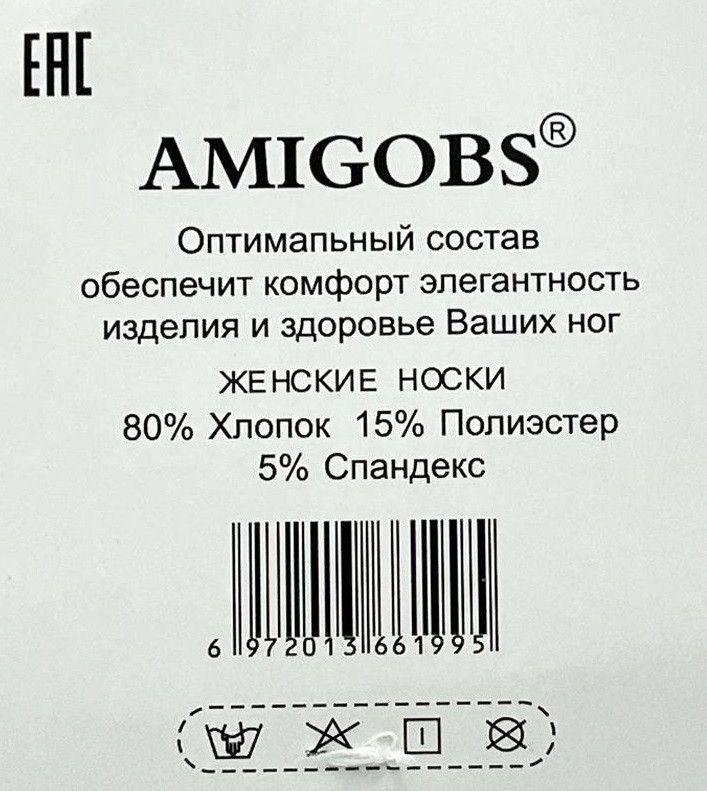 EAC
AMIGOBS®
Оптимапьный состав
обеспечит комфорт элегантность
изделия и здоровье Ваших ног
ЖЕНСКИЕ НОСКИ
80% Хлопок 15% Полиэстер
5% Спандекс
6 972013 661995